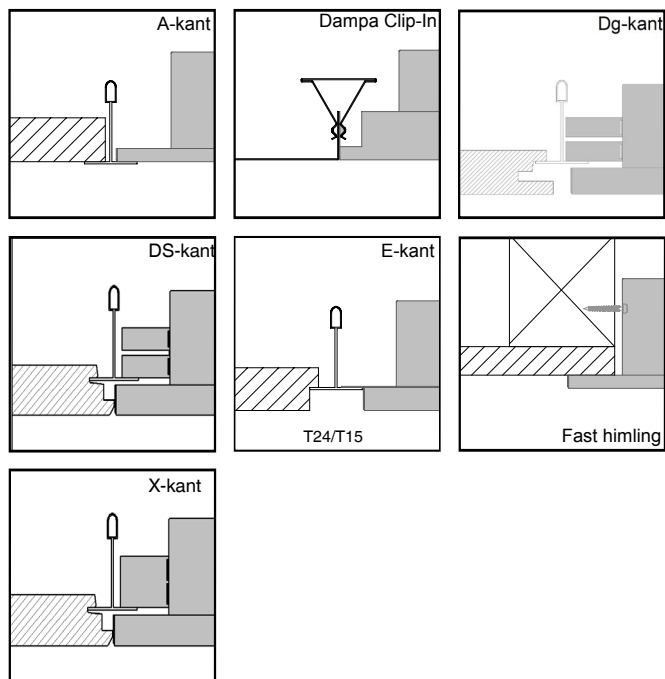 A-kant
Dampa Clip-In
Dg-kant
DS-kant
E-kant
T24/T15
Fast himling
X-kant